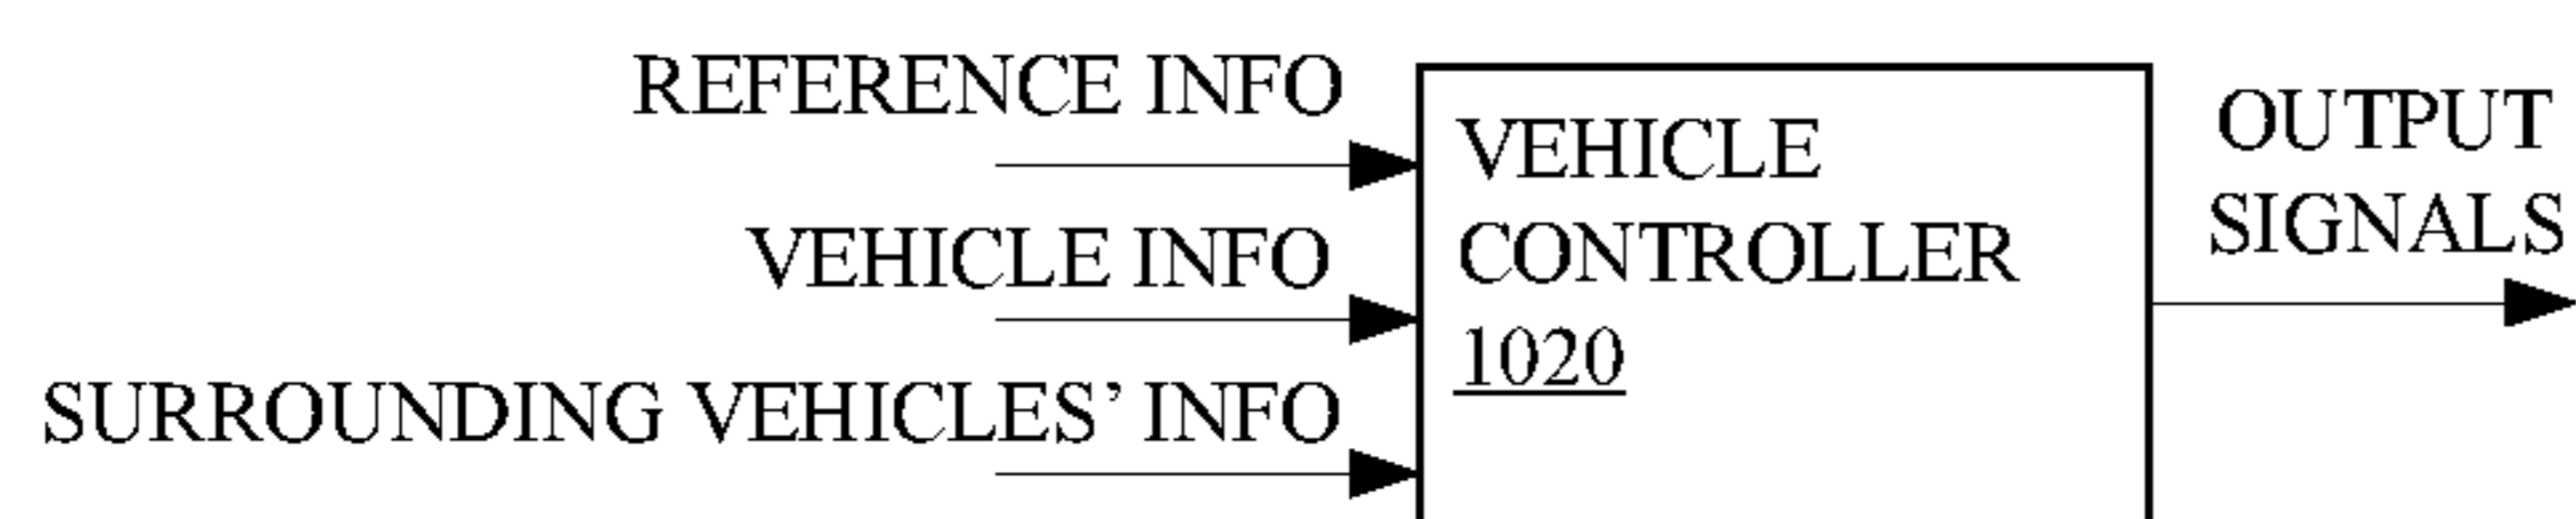 REFERENCE INFO
VEHICLE INFO
SURROUNDING VEHICLES’ INFO
VEHICLE
CONTROLLER
1020
OUTPUT
SIGNALS